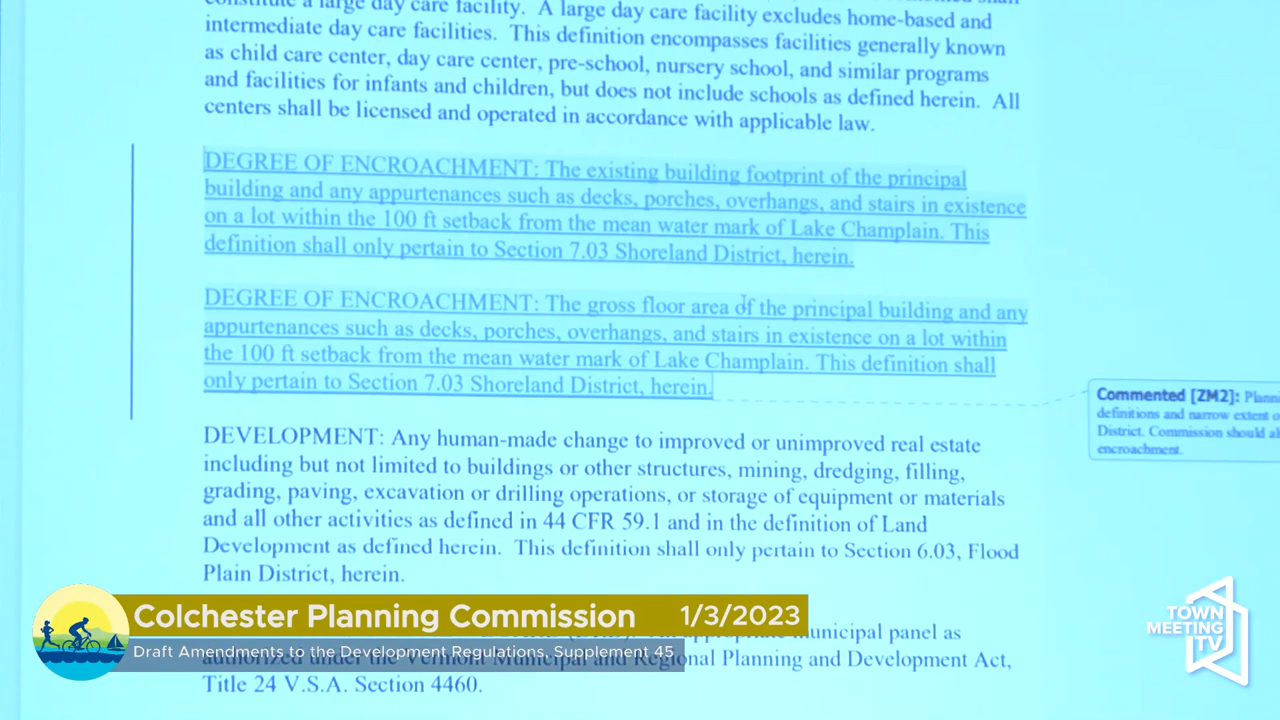 constitute a large day care facility. A large day care facility excludes home-based and
intermediate day care facilities. This definition encompasses facilities generally known
as child care center, day care center, pre-school, nursery school, and similar programs
and facilities for infants and children, but does not include schools as defined herein. All
centers shall be licensed and operated in accordance with applicable law.
DEGREE OF ENCROACHMENT: The existing building footprint of the principal
building and any appurtenances such as decks, porches, overhangs, and stairs in existence
on a lot within the 100 ft setback from the mean water mark of Lake Champlain. This
definition shall only pertain to Section 7.03 Shoreland District, herein.
DEGREE OF ENCROACHMENT: The gross floor area of the principal building and any
appurtenances such as decks, porches, overhangs, and stairs in existence on a lot within
the 100 ft setback from the mean water mark of Lake Champlain. This definition shall
only pertain to Section 7.03 Shoreland District, herein.
Commented [ZM2]:
definitions and narrow extent
District. Commission should
encroachment.
DEVELOPMENT: Any human-made change to improved or unimproved real estate
including but not limited to buildings or other structures, mining, dredging, filling,
grading, paving, excavation or drilling operations, or storage of equipment or materials
and all other activities as defined in 44 CFR 59.1 and in the definition of Land
Development as defined herein. This definition shall only pertain to Section 6.03, Flood
Plain District, herein.
municipal panel as
authorized under the Vermont Municipal and Regional Planning and Development Act,
Title 24 V.S.A. Section 4460.
Colchester Planning Commission 1/3/2023
Draft Amendments to the Development Regulations, Supplement 45
TOWN
MEETING
TV